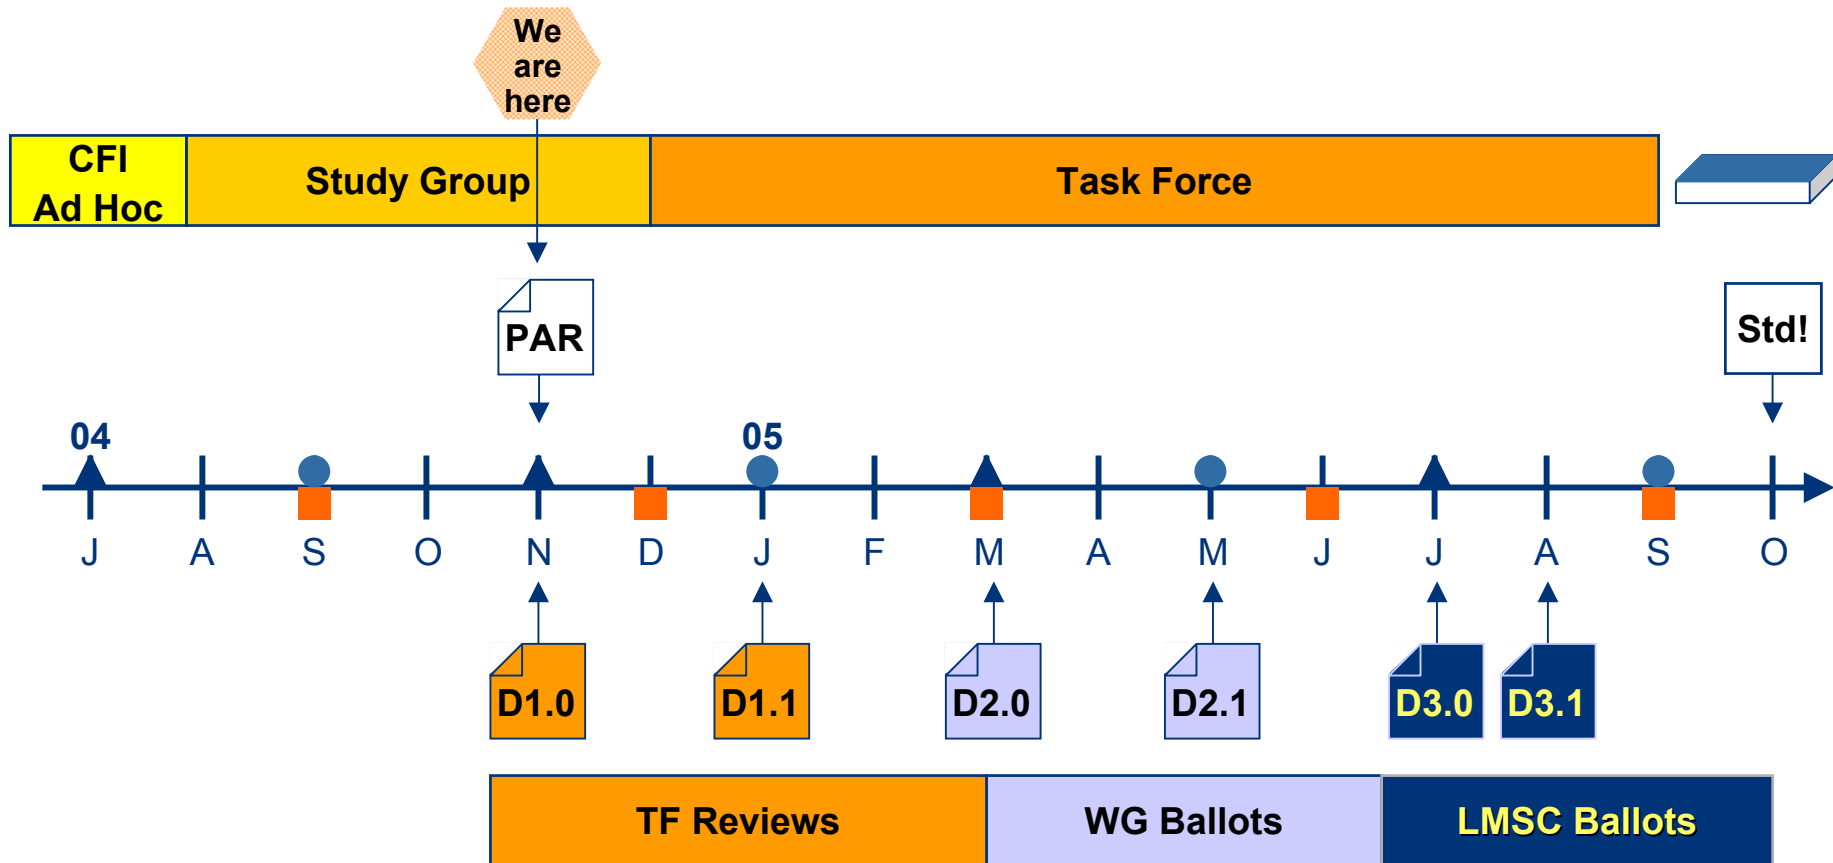 We
are
here
CFI
Ad Hoc
Study Group
Task Force
PAR
Std!
04
05
J A S O N D J F M A M J J A S O
D1.0 D1.1 D2.0 D2.1 D3.0 D3.1
TF Reviews WG Ballots LMSC Ballots